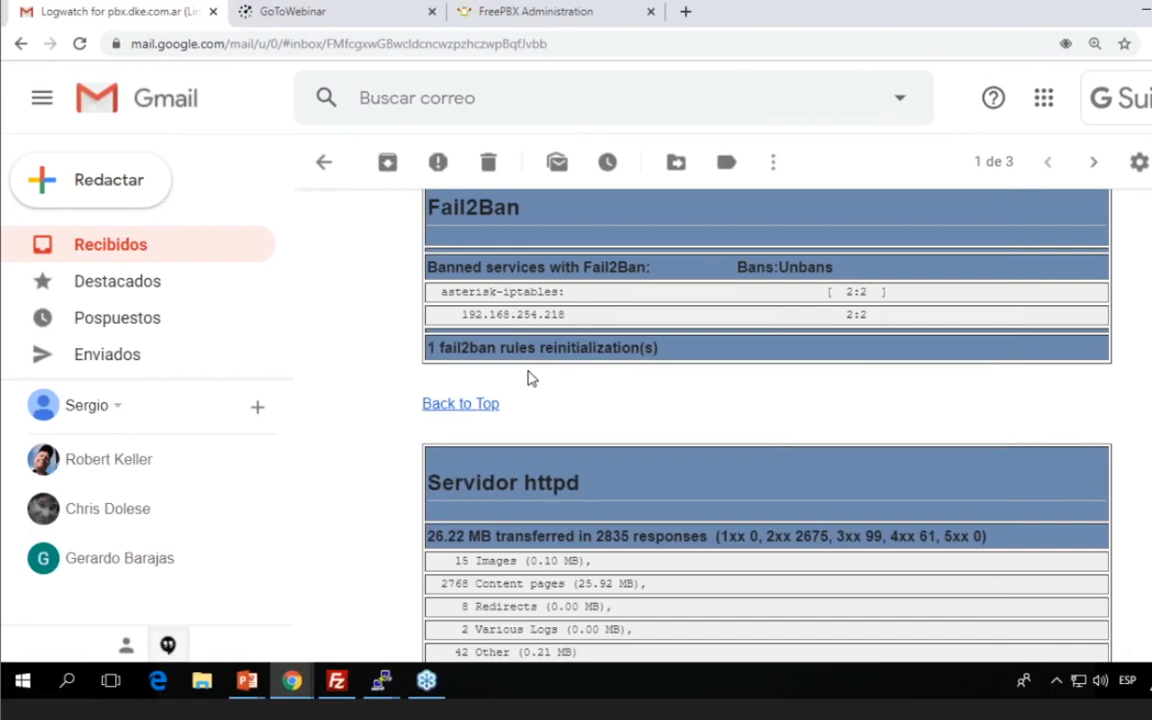 Logwatch for pbx.dke.com.ar (Lin
GoToWebinar
FreePBX Administration
mail.google.com/mail/u/0/#inbox/FMfcgxwGBwcldcncwzpzhczwpBqfJvbb
Gmail
Buscar correo
G Sui
Redactar
1 de 3
Recibidos
Destacados
Pospuestos
Enviados
Sergio
Robert Keller
Chris Dolese
G
Gerardo Barajas
Fail2Ban
Banned services with Fail2Ban: Bans:Unbans
asterisk-iptables: [ 2:2 ]
192.168.254.218 2:2
1 fail2ban rules reinitialization(s)
Back to Top
Servidor httpd
26.22 MB transferred in 2835 responses (1xx 0, 2xx 2675, 3xx 99, 4xx 61, 5xx 0)
15 Images (0.10 MB),
2768 Content pages (25.92 MB),
8 Redirects (0.00 MB),
2 Various Logs (0.00 MB),
42 Other (0.21 MB)
ESP